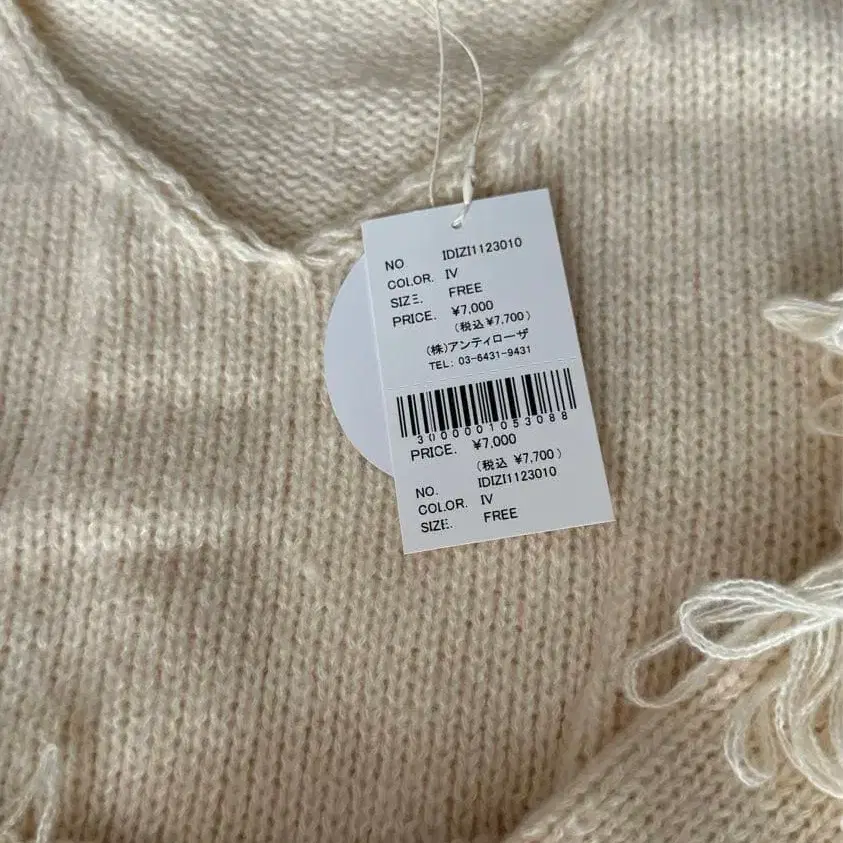 NO. IDIZI1123010
COLOR. IV
SIZE. FREE
PRICE. ¥7,000
(税込¥7,700)
(株)アンティローザ
TEL: 03-6431-9431
3000001053088
PRICE. ¥7,000
(税込 ¥7,700)
NO. IDIZI1123010
COLOR. IV
SIZE. FREE